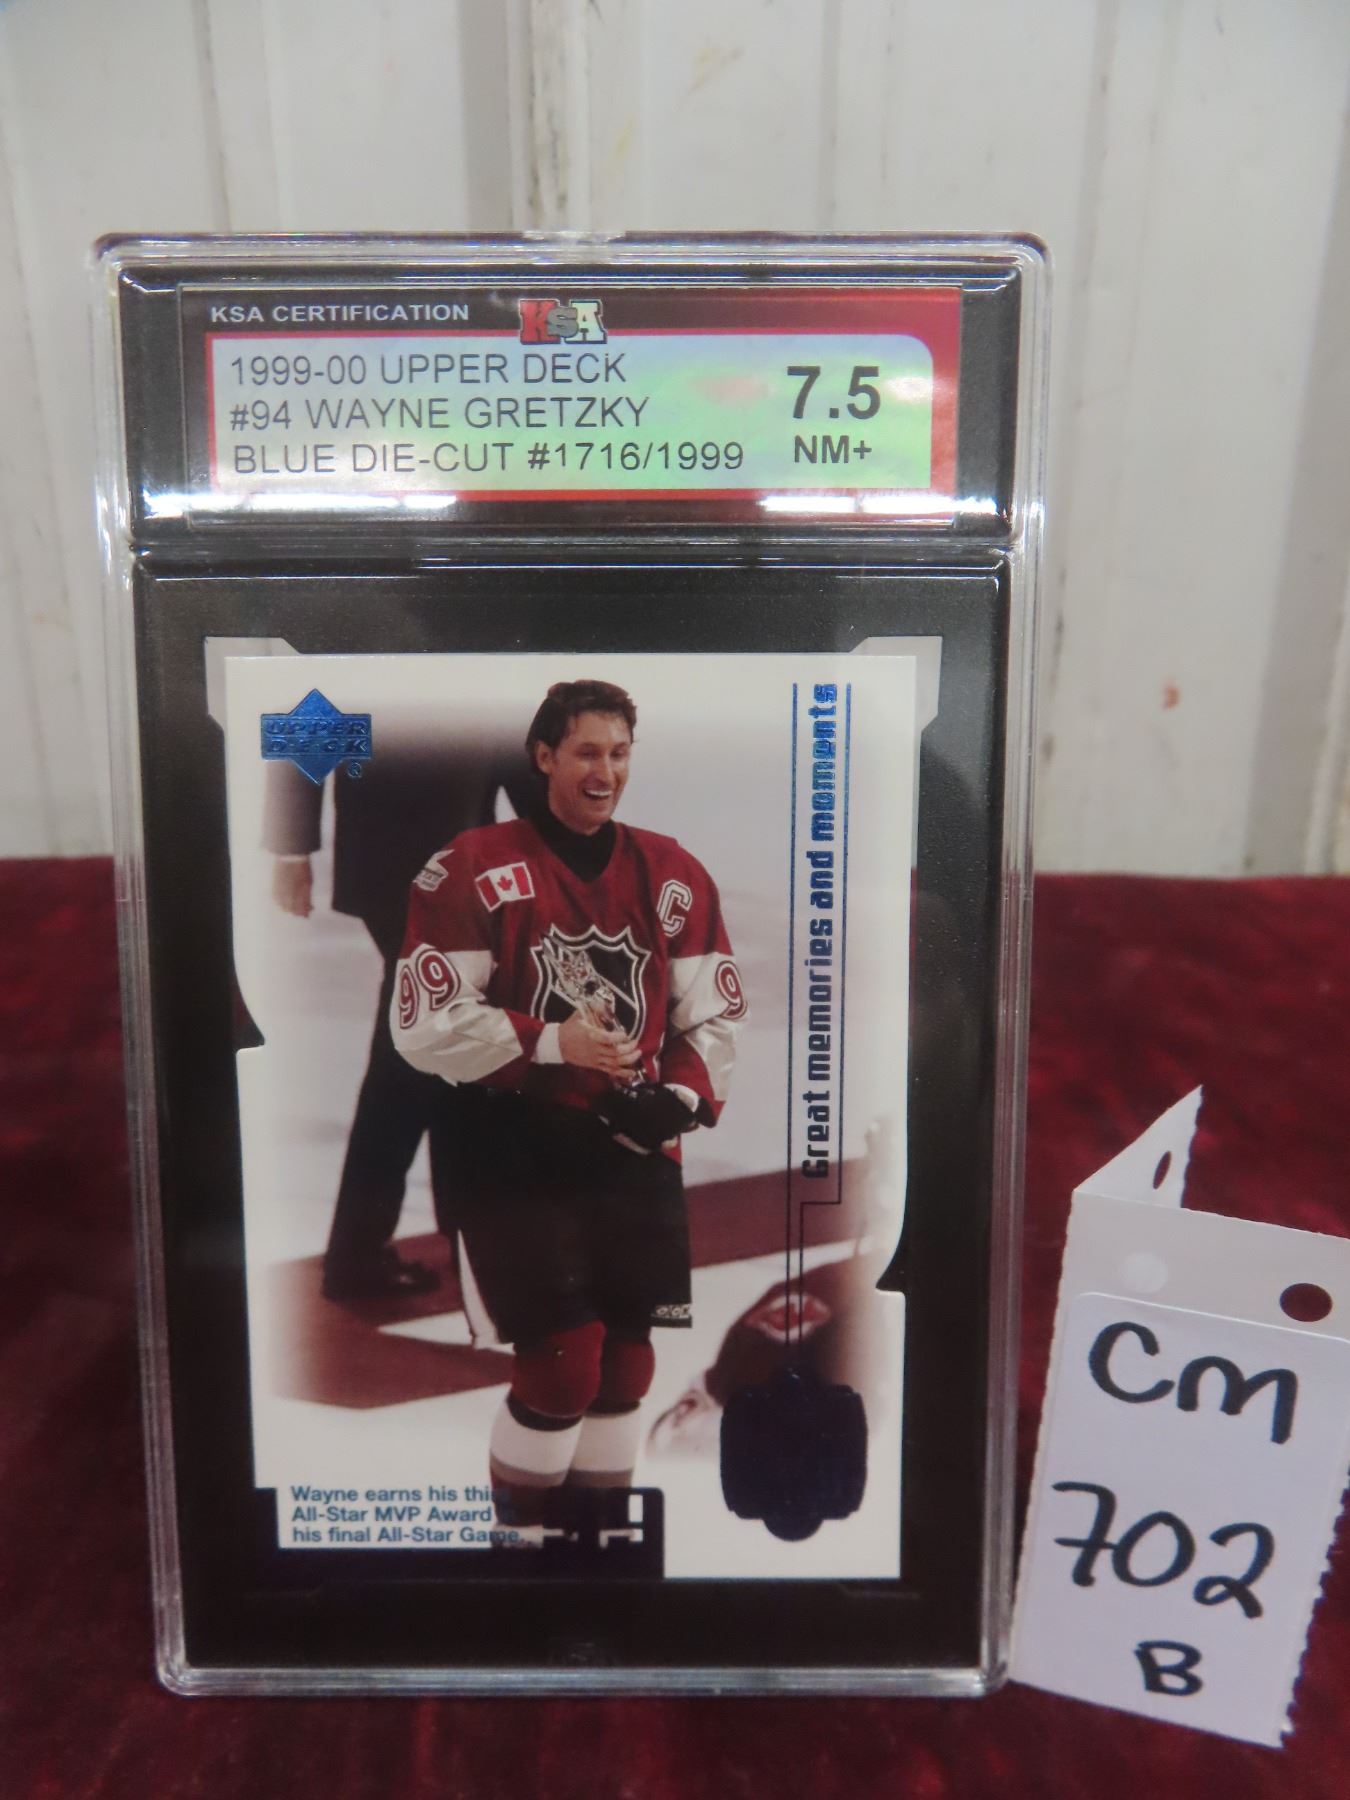 KSA CERTIFICATION
KSA
1999-00 UPPER DECK
#94 WAYNE GRETZKY
BLUE DIE-CUT #1716/1999
7.5
NM+
UPPER
DECK
Great memories and moments
C
99
9
Wayne earns his
All-Star MVP Award
his final All-Star Game.
CM
702
B